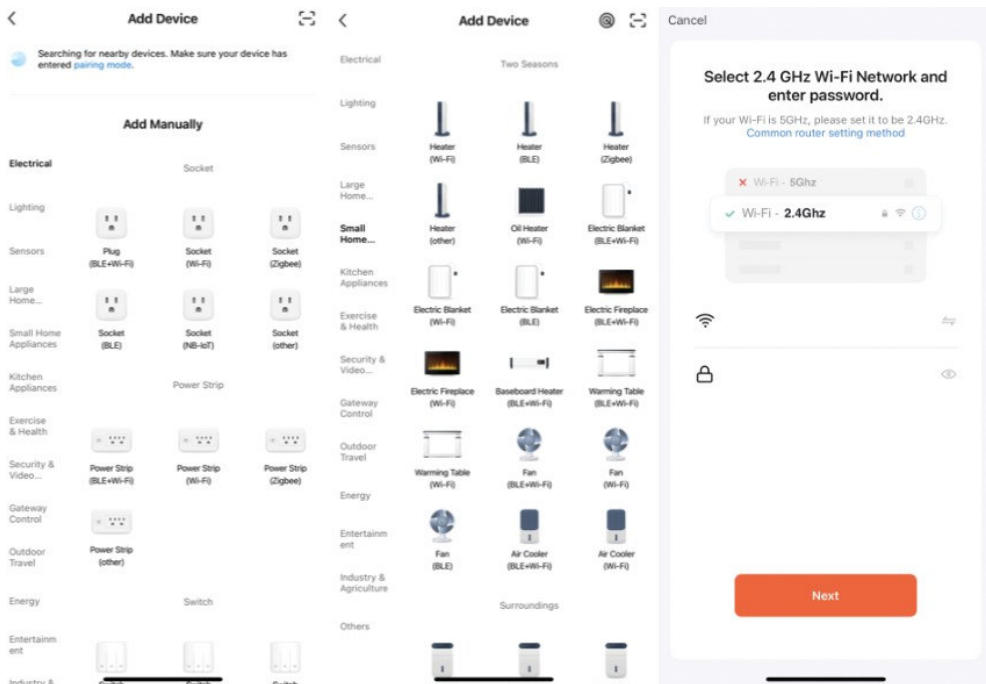 Add Device
Searching for nearby devices. Make sure your device has
entered pairing mode.
Add Manually
Electrical
Lighting
Sensors
Large
Home...
Small Home
Appliances
Kitchen
Appliances
Exercise
& Health
Security &
Video...
Gateway
Control
Outdoor
Travel
Energy
Entertainm
ent
Industry &
Socket
Plug
(BLE+Wi-Fi)
Socket
(Wi-Fi)
Socket
(Zigbee)
Socket
(BLE)
Socket
(NB-IoT)
Socket
(other)
Power Strip
Power Strip
(BLE+Wi-Fi)
Power Strip
(Wi-Fi)
Power Strip
(Zigbee)
Power Strip
(other)
Switch
Switch
Switch
Switch
Add Device
Electrical
Lighting
Sensors
Large
Home...
Small
Home...
Kitchen
Appliances
Exercise
& Health
Security &
Video...
Gateway
Control
Outdoor
Travel
Energy
Entertainm
ent
Industry &
Agriculture
Others
Two Seasons
Heater
(Wi-Fi)
Heater
(BLE)
Heater
(Zigbee)
Heater
(other)
Oil Heater
(Wi-Fi)
Electric Blanket
(BLE+Wi-Fi)
Electric Blanket
(Wi-Fi)
Electric Blanket
(BLE)
Electric Fireplace
(BLE+Wi-Fi)
Electric Fireplace
(Wi-Fi)
Baseboard Heater
(BLE+Wi-Fi)
Warming Table
(BLE+Wi-Fi)
Warming Table
(Wi-Fi)
Fan
(BLE+Wi-Fi)
Fan
(Wi-Fi)
Fan
(BLE)
Air Cooler
(BLE+Wi-Fi)
Air Cooler
(Wi-Fi)
Surroundings
Cancel
Select 2.4 GHz Wi-Fi Network and
enter password.
If your Wi-Fi is 5GHz, please set it to be 2.4GHz.
Common router setting method
Wi-Fi - 5Ghz
Wi-Fi - 2.4Ghz
Next